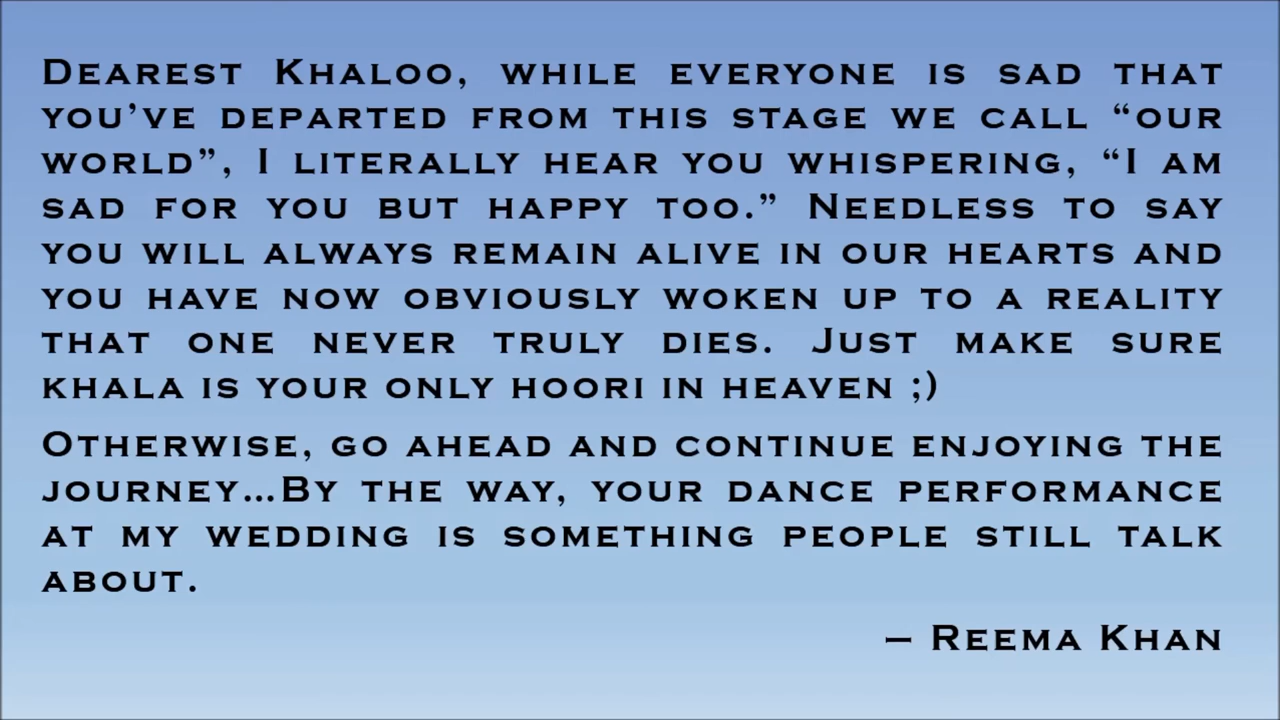 Dearest Khaloo, while everyone is sad that
you’ve departed from this stage we call “our
world”, I literally hear you whispering, “I am
sad for you but happy too.” Needless to say
you will always remain alive in our hearts and
you have now obviously woken up to a reality
that one never truly dies. Just make sure
khala is your only hoori in heaven ;)
Otherwise, go ahead and continue enjoying the
journey…By the way, your dance performance
at my wedding is something people still talk
about.
– Reema Khan